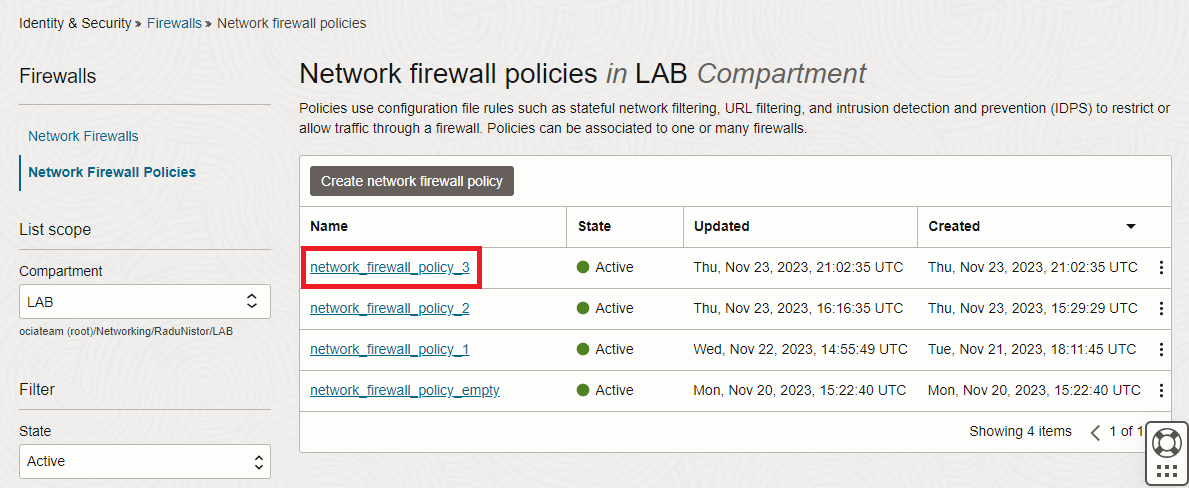 Identity & Security » Firewalls » Network firewall policies
Firewalls
Network Firewalls
Network Firewall Policies
List scope
Compartment
LAB
ociateam (root)/Networking/RaduNistor/LAB
Filter
State
Active
Network firewall policies in LAB Compartment
Policies use configuration file rules such as stateful network filtering, URL filtering, and intrusion detection and prevention (IDPS) to restrict or
allow traffic through a firewall. Policies can be associated to one or many firewalls.
Create network firewall policy
Name State Updated Created
network_firewall_policy_3 Active Thu, Nov 23, 2023, 21:02:35 UTC Thu, Nov 23, 2023, 21:02:35 UTC
network_firewall_policy_2 Active Thu, Nov 23, 2023, 16:16:35 UTC Thu, Nov 23, 2023, 15:29:29 UTC
network_firewall_policy_1 Active Wed, Nov 22, 2023, 14:55:49 UTC Tue, Nov 21, 2023, 18:11:45 UTC
network_firewall_policy_empty Active Mon, Nov 20, 2023, 15:22:40 UTC Mon, Nov 20, 2023, 15:22:40 UTC
Showing 4 items 1 of 1